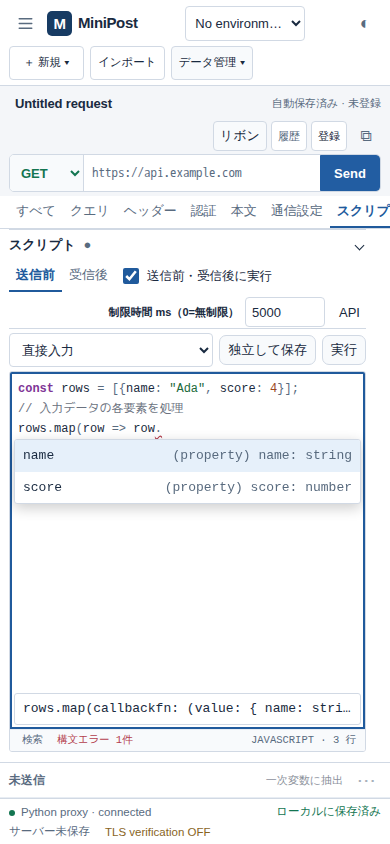 M MiniPost No environm…
＋ 新規 ▾ インポート データ管理 ▾
Untitled request 自動保存済み · 未登録
リボン 履歴 登録
GET https://api.example.com Send
すべて クエリ ヘッダー 認証 本文 通信設定 スクリプ
スクリプト ●
送信前 受信後 送信前・受信後に実行
制限時間 ms（0=無制限） 5000 API
直接入力 独立して保存 実行
const rows = [{name: "Ada", score: 4}];
// 入力データの各要素を処理
rows.map(row => row.
name (property) name: string
score (property) score: number
rows.map(callbackfn: (value: { name: stri…
検索 構文エラー 1件 JAVASCRIPT · 3 行
未送信 一次変数に抽出 ···
Python proxy · connected ローカルに保存済み
サーバー未保存 TLS verification OFF